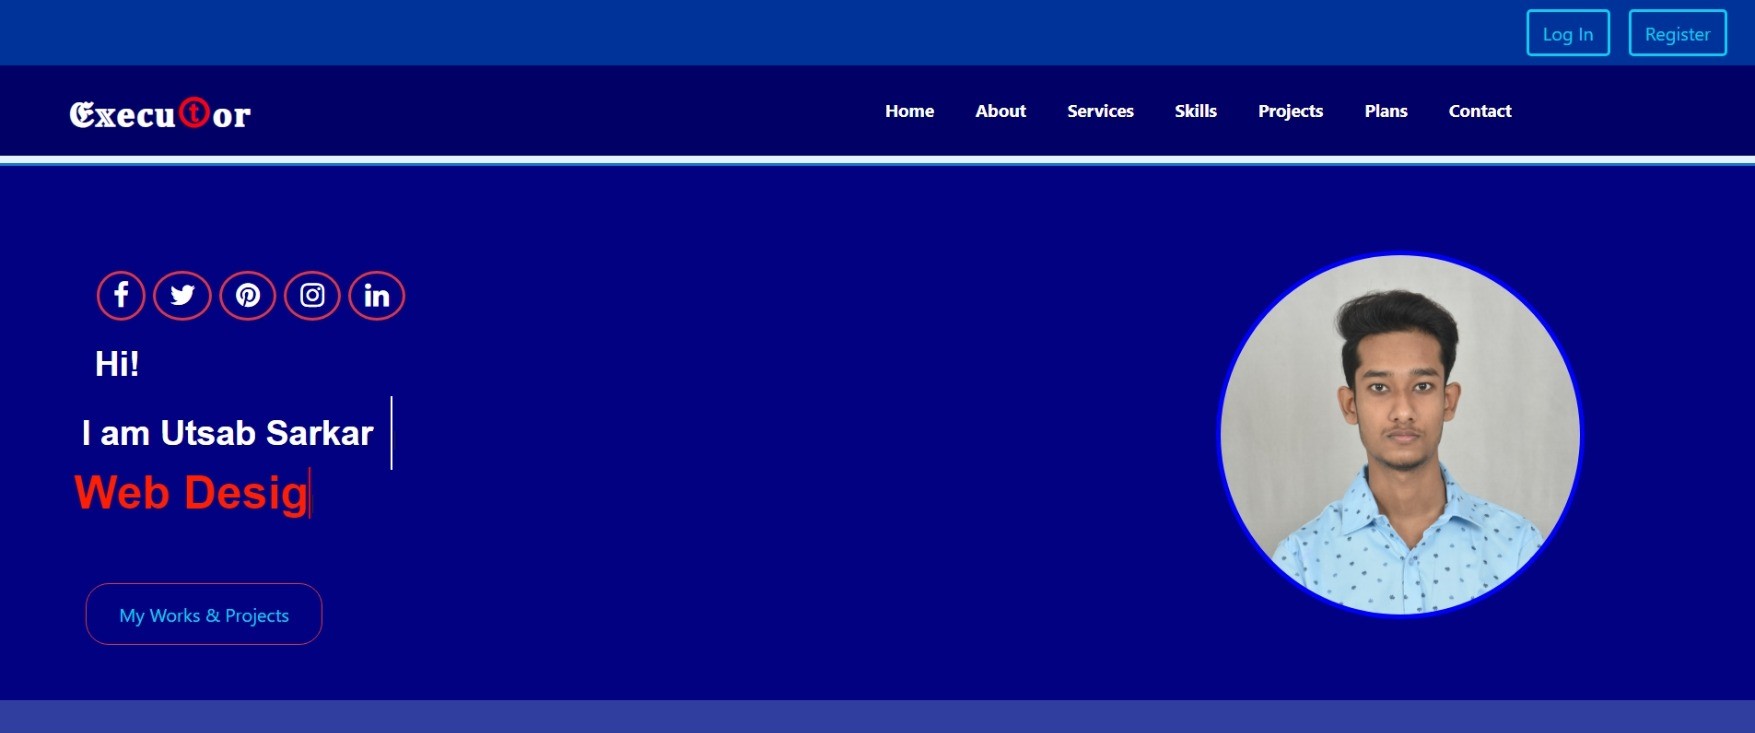 Log In Register
Executor
Home About Services Skills Projects Plans Contact
Hi!
I am Utsab Sarkar
Web Desig
My Works & Projects